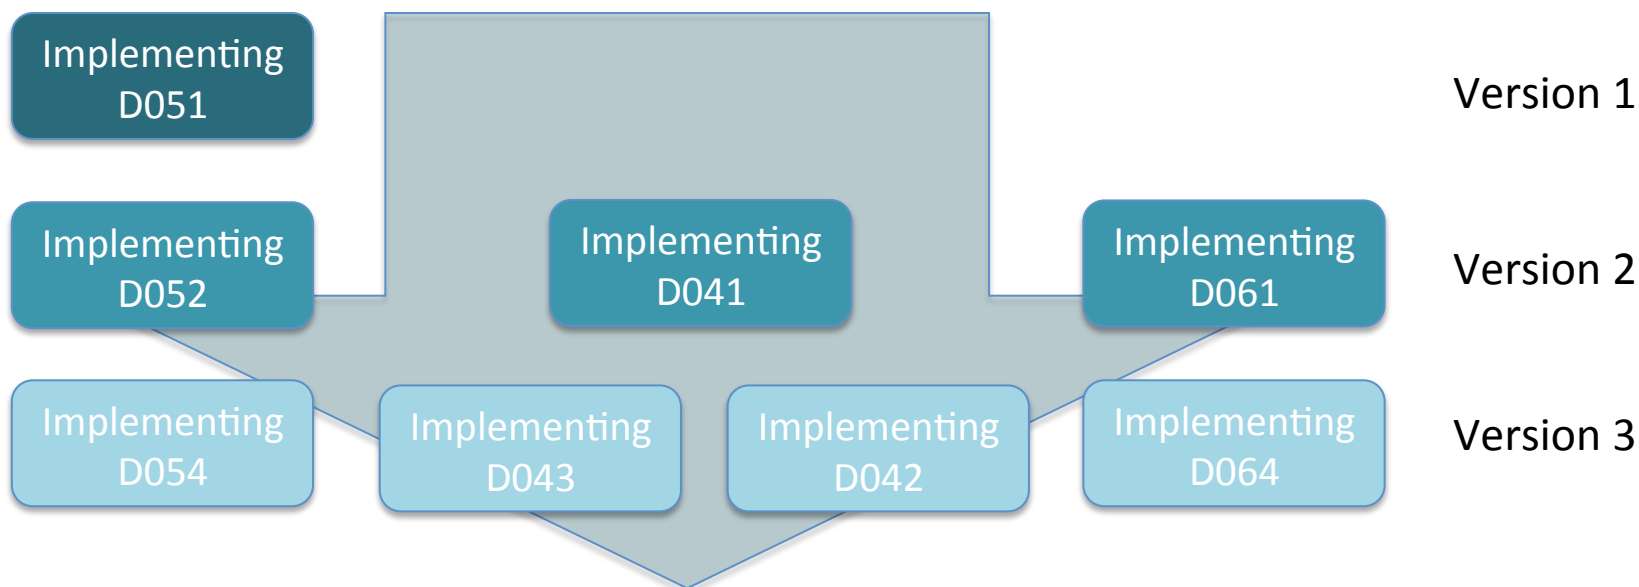 Implementing
D051
Version 1
Implementing
D052
Implementing
D041
Implementing
D061
Version 2
Implementing
D054
Implementing
D043
Implementing
D042
Implementing
D064
Version 3